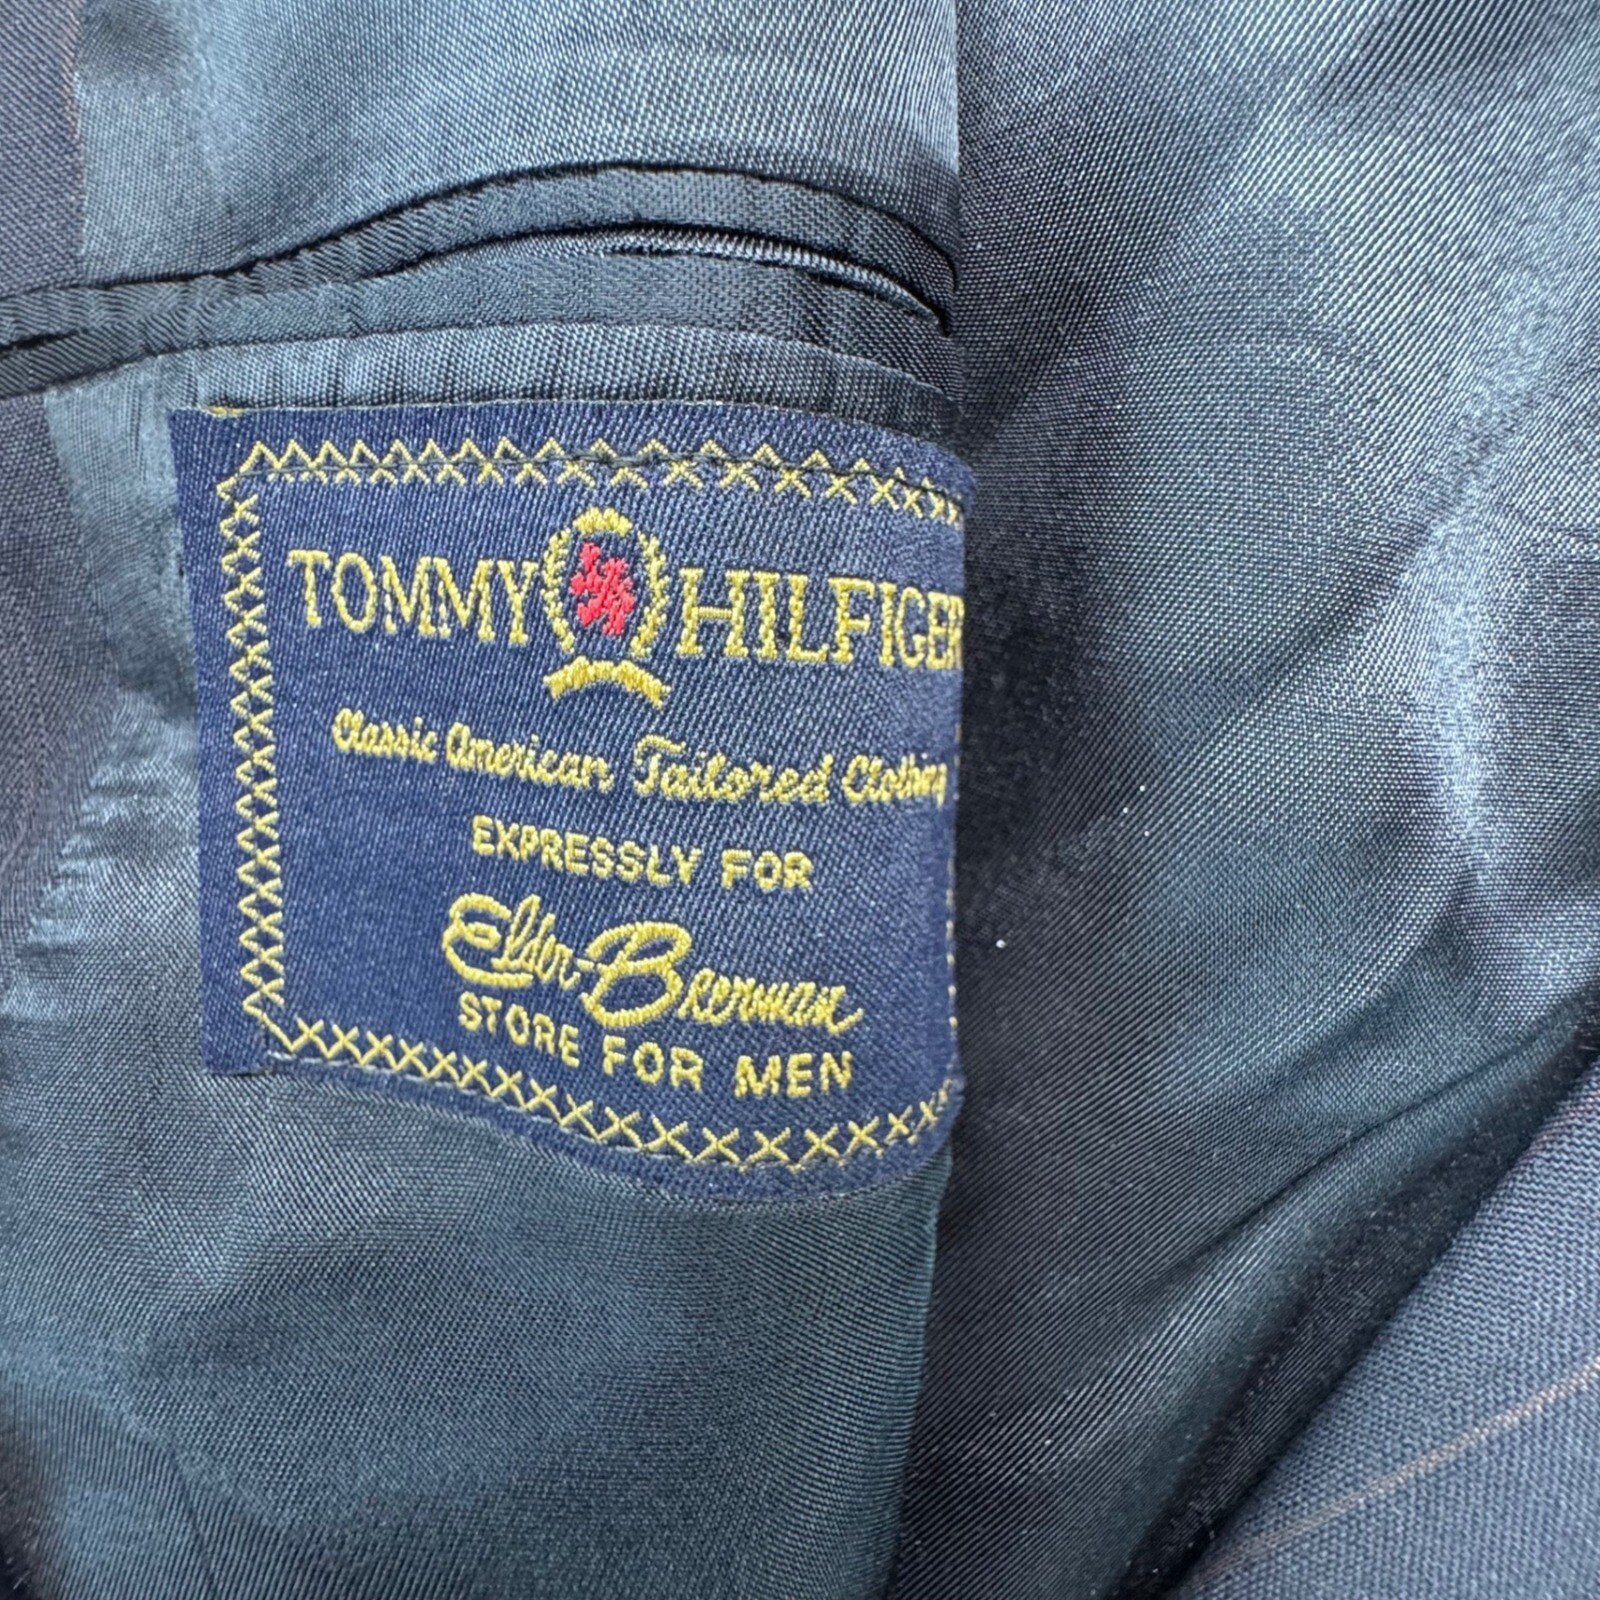 TOMMY HILFIGER
Classic American Tailored Clothing
EXPRESSLY FOR
Elder-Beerman
STORE FOR MEN